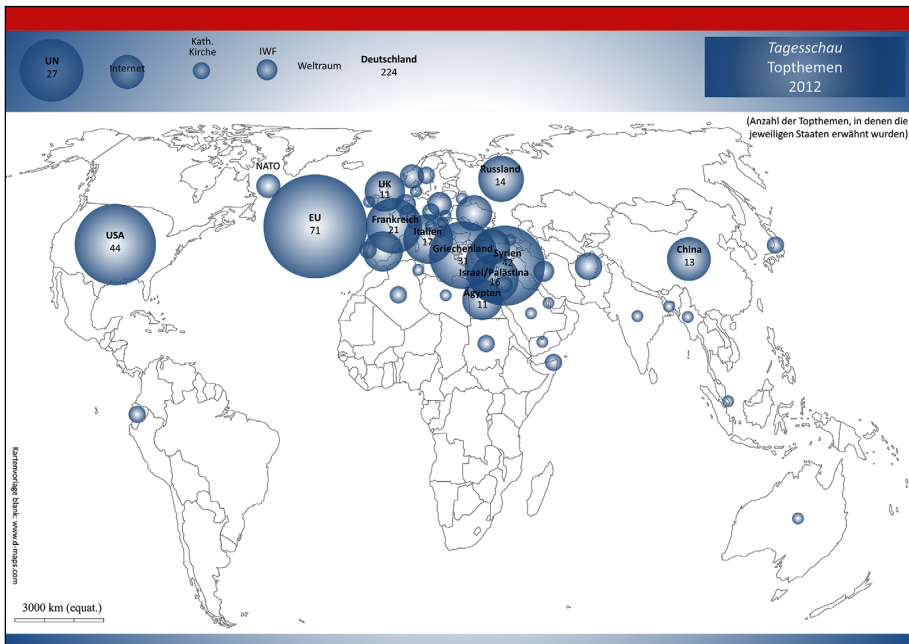 UN
27
Internet
Kath.
Kirche
IWF
Weltraum
Deutschland
224
Tagesschau
Topthemen
2012
(Anzahl der Topthemen, in denen die
jeweiligen Staaten erwähnt wurden)
NATO
USA
44
EU
71
UK
11
Frankreich
21
Italien
17
Griechenland
31
Syrien
42
Israel/Palästina
16
Ägypten
11
Russland
14
China
13
Kartenvorlage blank: www.d-maps.com
3000 km (equat.)